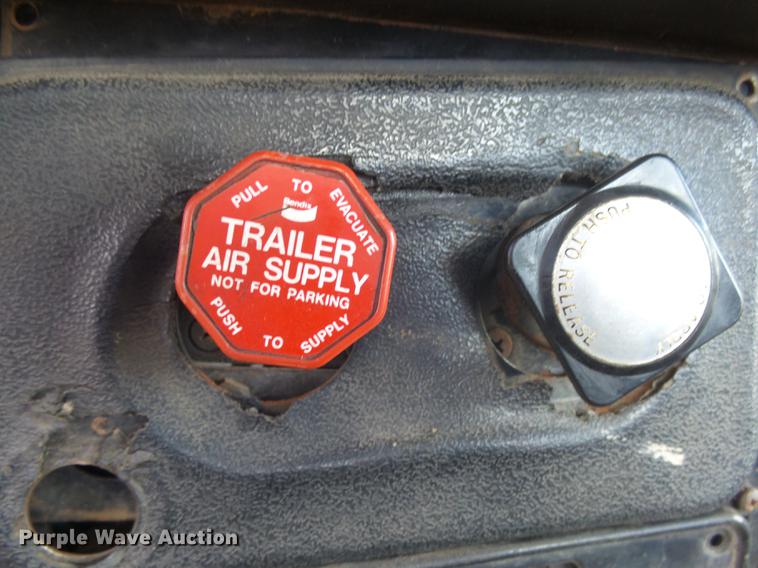 PULL TO EVACUATE
Bendix
TRAILER
AIR SUPPLY
NOT FOR PARKING
PUSH TO SUPPLY
PUSH TO RELEASE
Purple Wave Auction